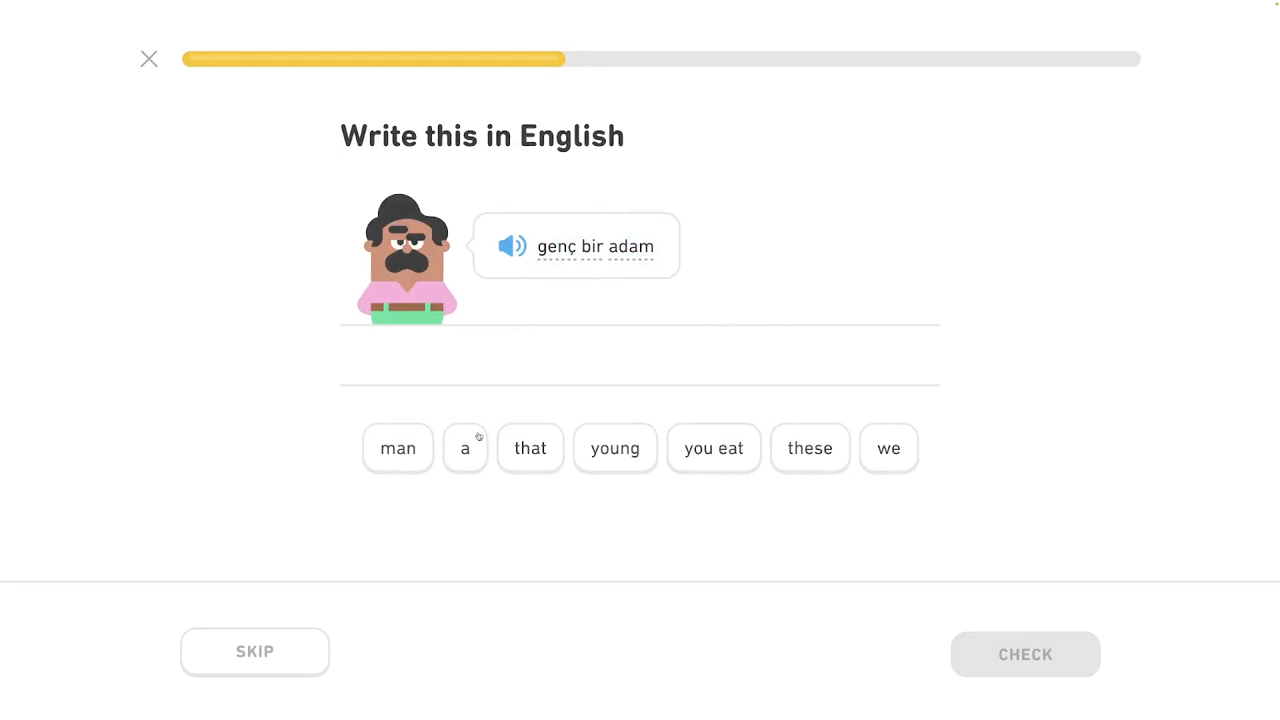 Write this in English
genç bir adam
man a that young you eat these we
SKIP CHECK